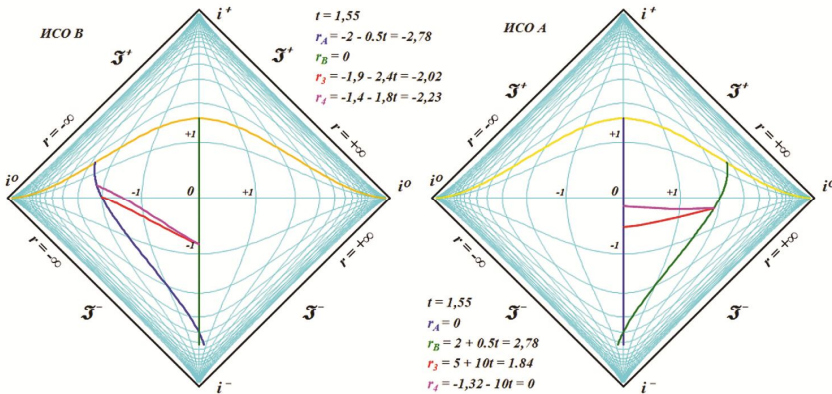 ИСО B
i⁺
t = 1,55
r_A = -2 - 0.5t = -2,78
r_B = 0
r_3 = -1,9 - 2,4t = -2,02
r_4 = -1,4 - 1,8t = -2,23
ℑ⁺
ℑ⁺
r = -∞
r = +∞
+1
i⁰
-1
0
+1
i⁰
-1
r = -∞
r = +∞
ℑ⁻
ℑ⁻
i⁻
ИСО A
i⁺
ℑ⁺
ℑ⁺
r = -∞
r = +∞
+1
i⁰
-1
0
+1
i⁰
-1
r = -∞
r = +∞
ℑ⁻
ℑ⁻
t = 1,55
r_A = 0
r_B = 2 + 0.5t = 2,78
r_3 = 5 + 10t = 1.84
r_4 = -1,32 - 10t = 0
i⁻